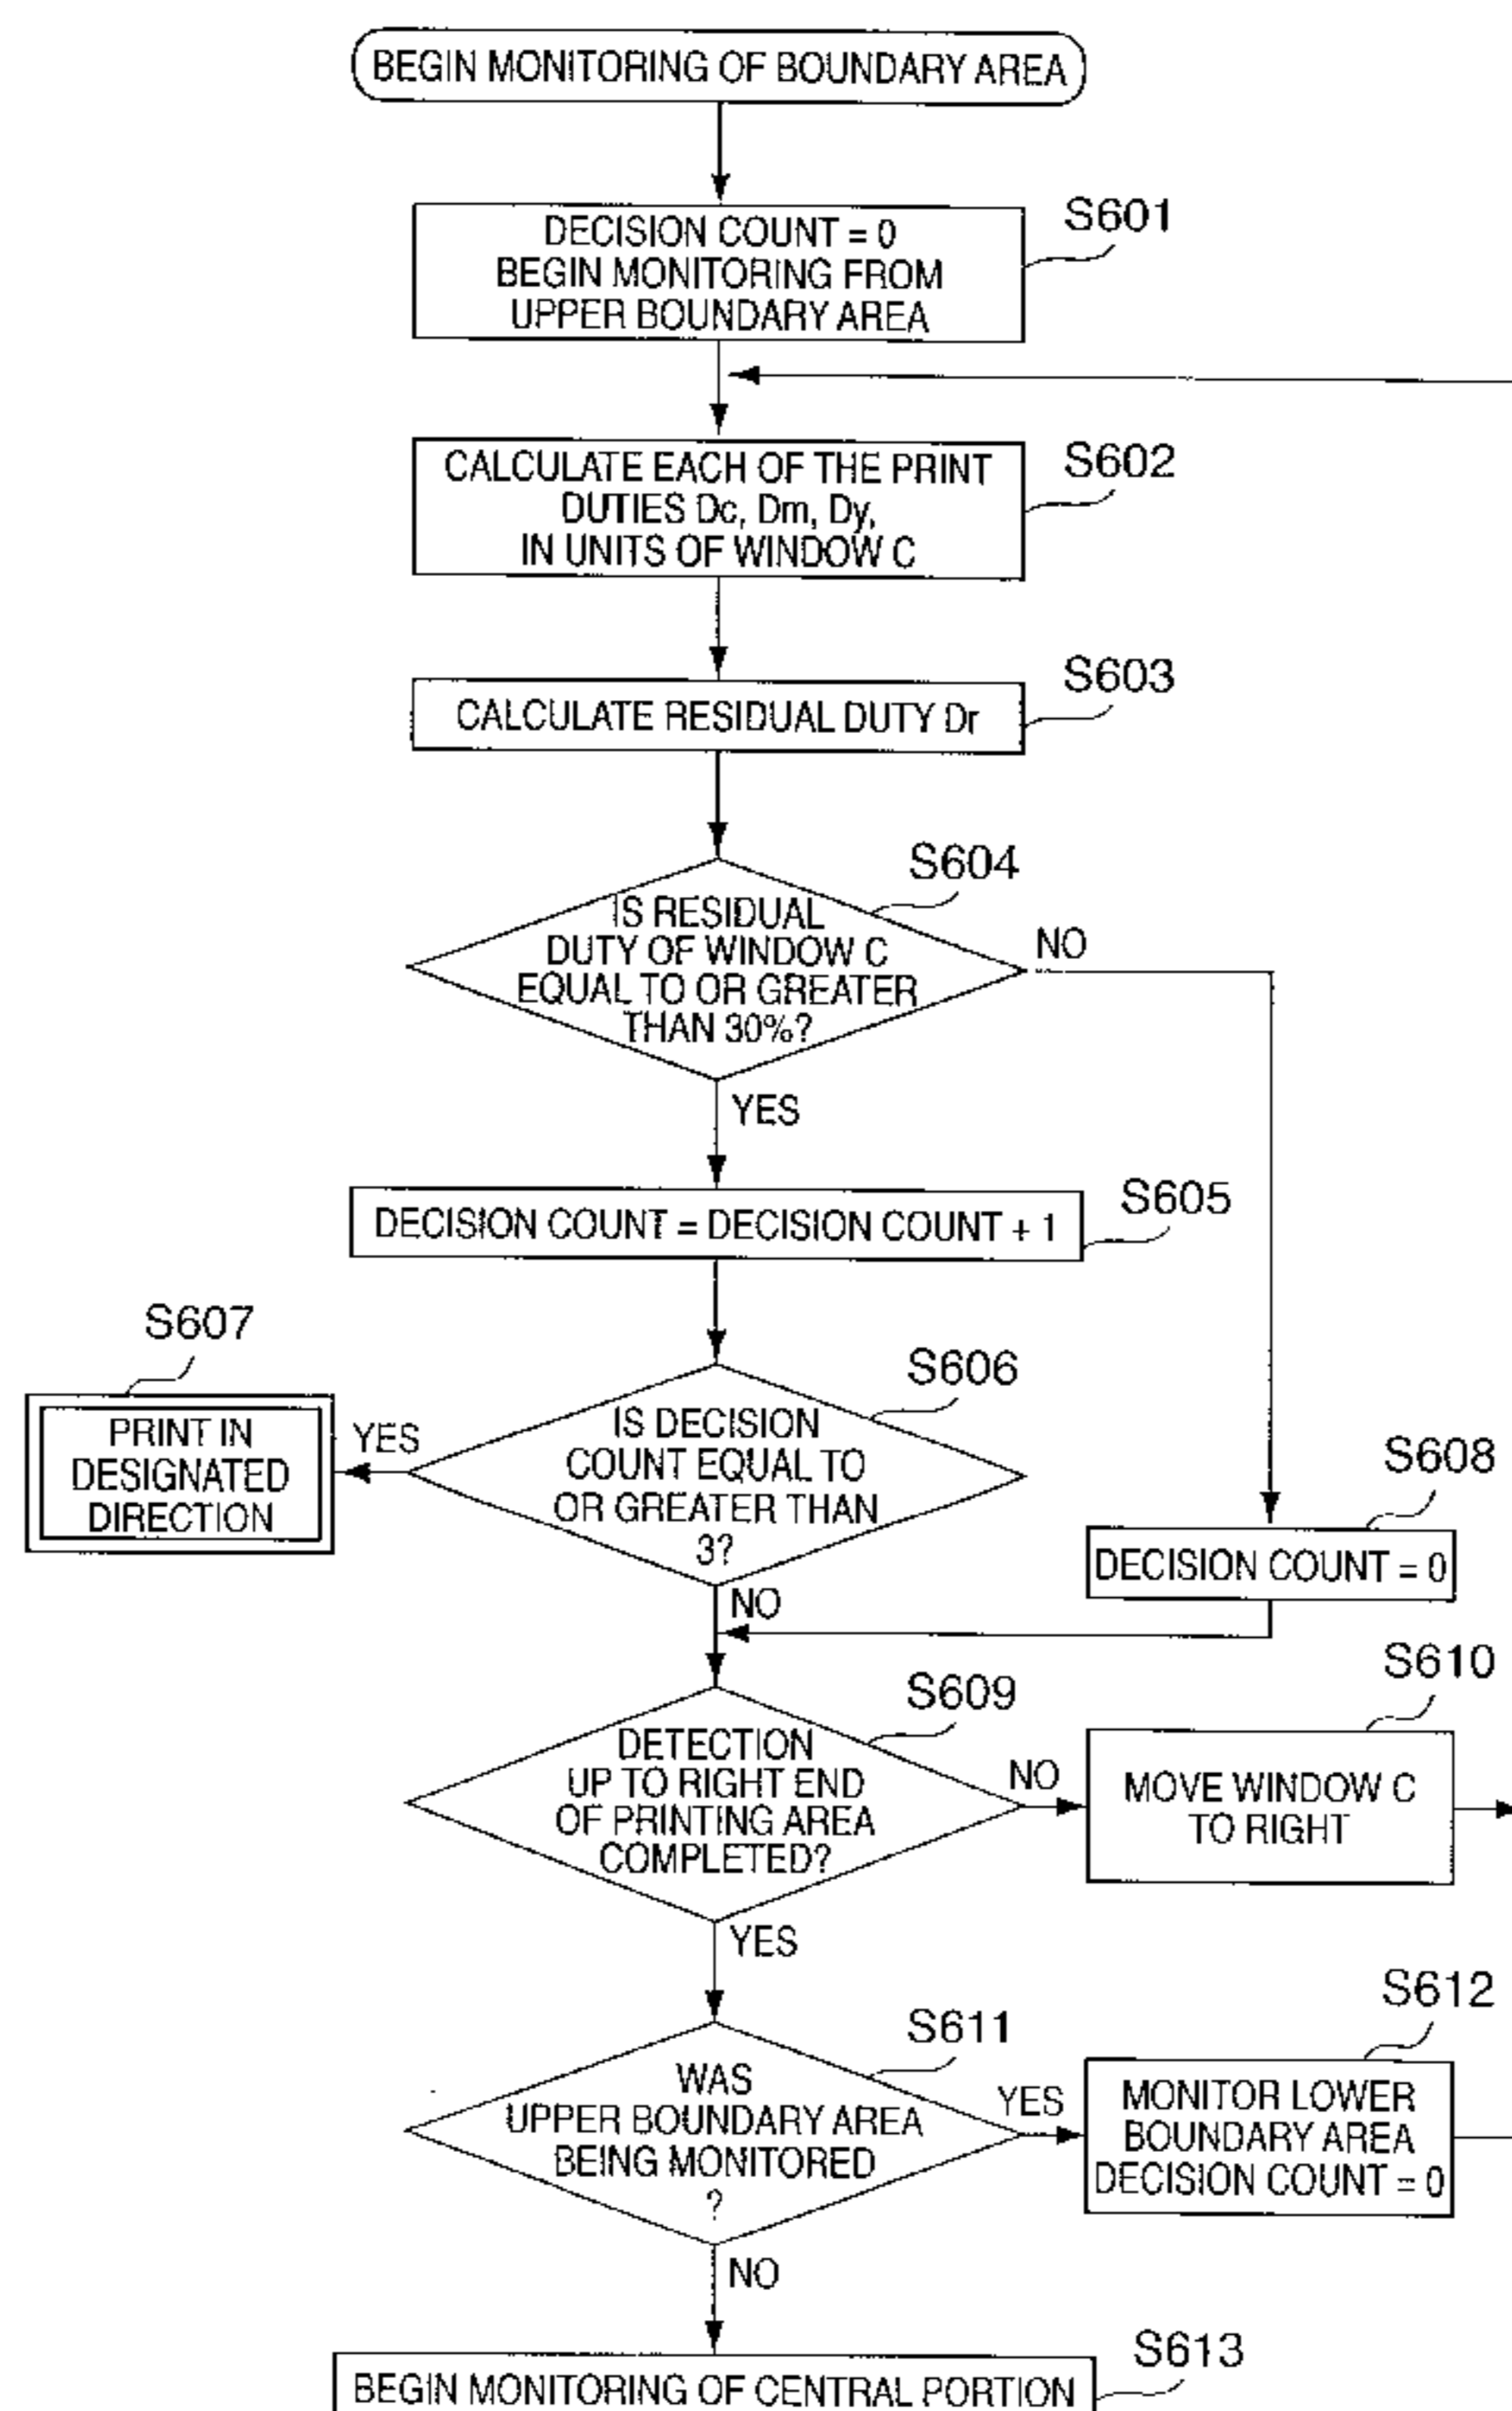 BEGIN MONITORING OF BOUNDARY AREA
S601
DECISION COUNT = 0
BEGIN MONITORING FROM
UPPER BOUNDARY AREA
S602
CALCULATE EACH OF THE PRINT
DUTIES Dc, Dm, Dy,
IN UNITS OF WINDOW C
S603
CALCULATE RESIDUAL DUTY Dr
S604
IS RESIDUAL
DUTY OF WINDOW C
EQUAL TO OR GREATER
THAN 30%?
NO
YES
S605
DECISION COUNT = DECISION COUNT + 1
S607
PRINT IN
DESIGNATED
DIRECTION
YES
S606
IS DECISION
COUNT EQUAL TO
OR GREATER THAN
3?
NO
S608
DECISION COUNT = 0
S609
DETECTION
UP TO RIGHT END
OF PRINTING AREA
COMPLETED?
NO
S610
MOVE WINDOW C
TO RIGHT
YES
S611
WAS
UPPER BOUNDARY AREA
BEING MONITORED
?
YES
S612
MONITOR LOWER
BOUNDARY AREA
DECISION COUNT = 0
NO
S613
BEGIN MONITORING OF CENTRAL PORTION